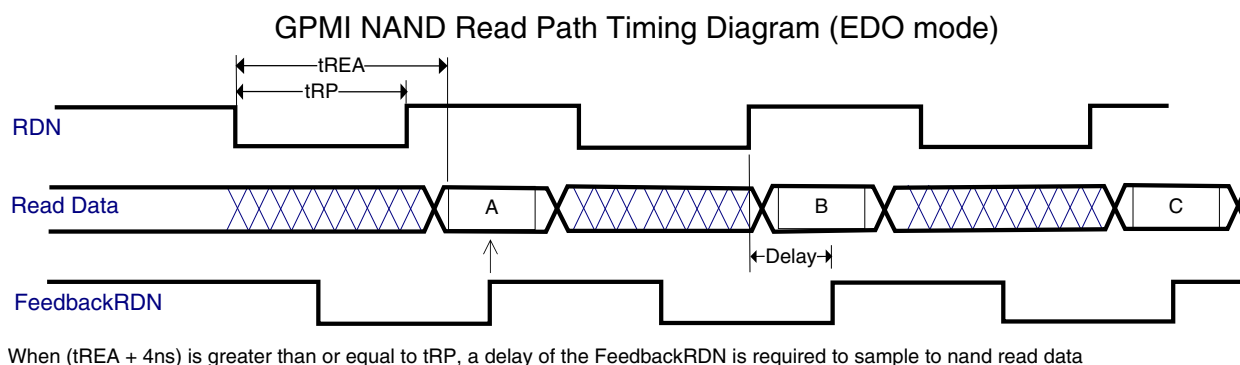 GPMI NAND Read Path Timing Diagram (EDO mode)
tREA
tRP
RDN
Read Data
A
B
C
Delay
FeedbackRDN
When (tREA + 4ns) is greater than or equal to tRP, a delay of the FeedbackRDN is required to sample to nand read data